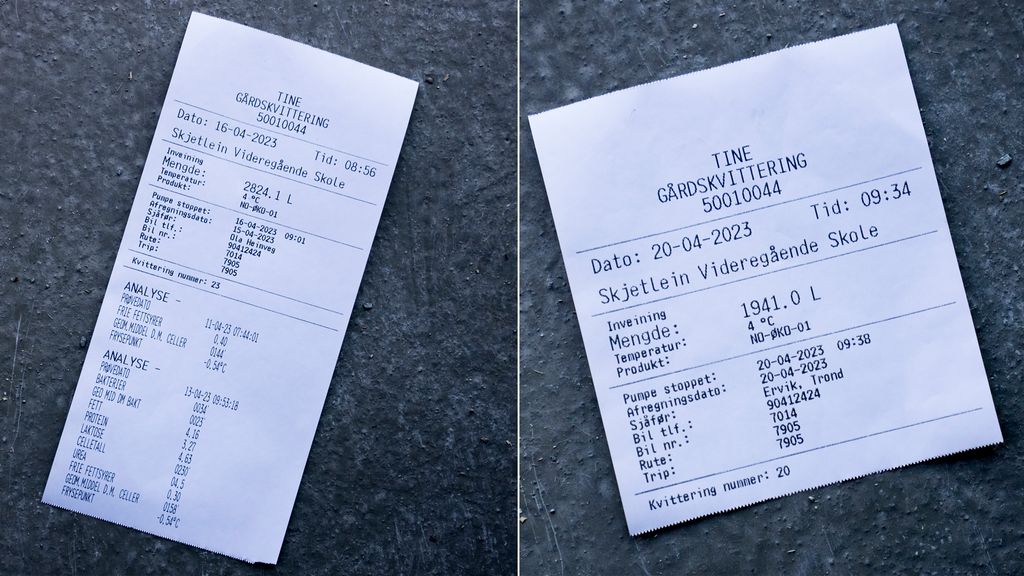 TINE
GÅRDSKVITTERING
50010044
Dato: 16-04-2023 Tid: 08:56
Skjetlein Videregående Skole
Inveining
Mengde: 2824.1 L
Temperatur: 4 °C
Produkt: NO-ØKO-01
Pumpe stoppet: 16-04-2023 09:01
Afregningsdato: 15-04-2023
Sjåfør: Ola Heinveg
Bil tlf.: 90412424
Bil nr.: 7014
Rute: 7905
Trip: 7905
Kvittering nummer: 23
ANALYSE -
PRØVEDATO 11-04-23 07:44:01
FRIE FETTSYRER 0.40
GEOM.MIDDEL D.M. CELLER 0144
FRYSEPUNKT -0.54°C
ANALYSE -
PRØVEDATO 13-04-23 09:53:18
BAKTERIER 0034
GEO MID DM BAKT 0025
FETT 4.16
PROTEIN 3.27
LAKTOSE 4.63
CELLETALL 0230
UREA 04.5
FRIE FETTSYRER 0.30
GEOM.MIDDEL D.M. CELLER 0158
FRYSEPUNKT -0.54°C
TINE
GÅRDSKVITTERING
50010044
Dato: 20-04-2023 Tid: 09:34
Skjetlein Videregående Skole
Inveining
Mengde: 1941.0 L
Temperatur: 4 °C
Produkt: NO-ØKO-01
Pumpe stoppet: 20-04-2023 09:38
Afregningsdato: 20-04-2023
Sjåfør: Ervik, Trond
Bil tlf.: 90412424
Bil nr.: 7014
Rute: 7905
Trip: 7905
Kvittering nummer: 20